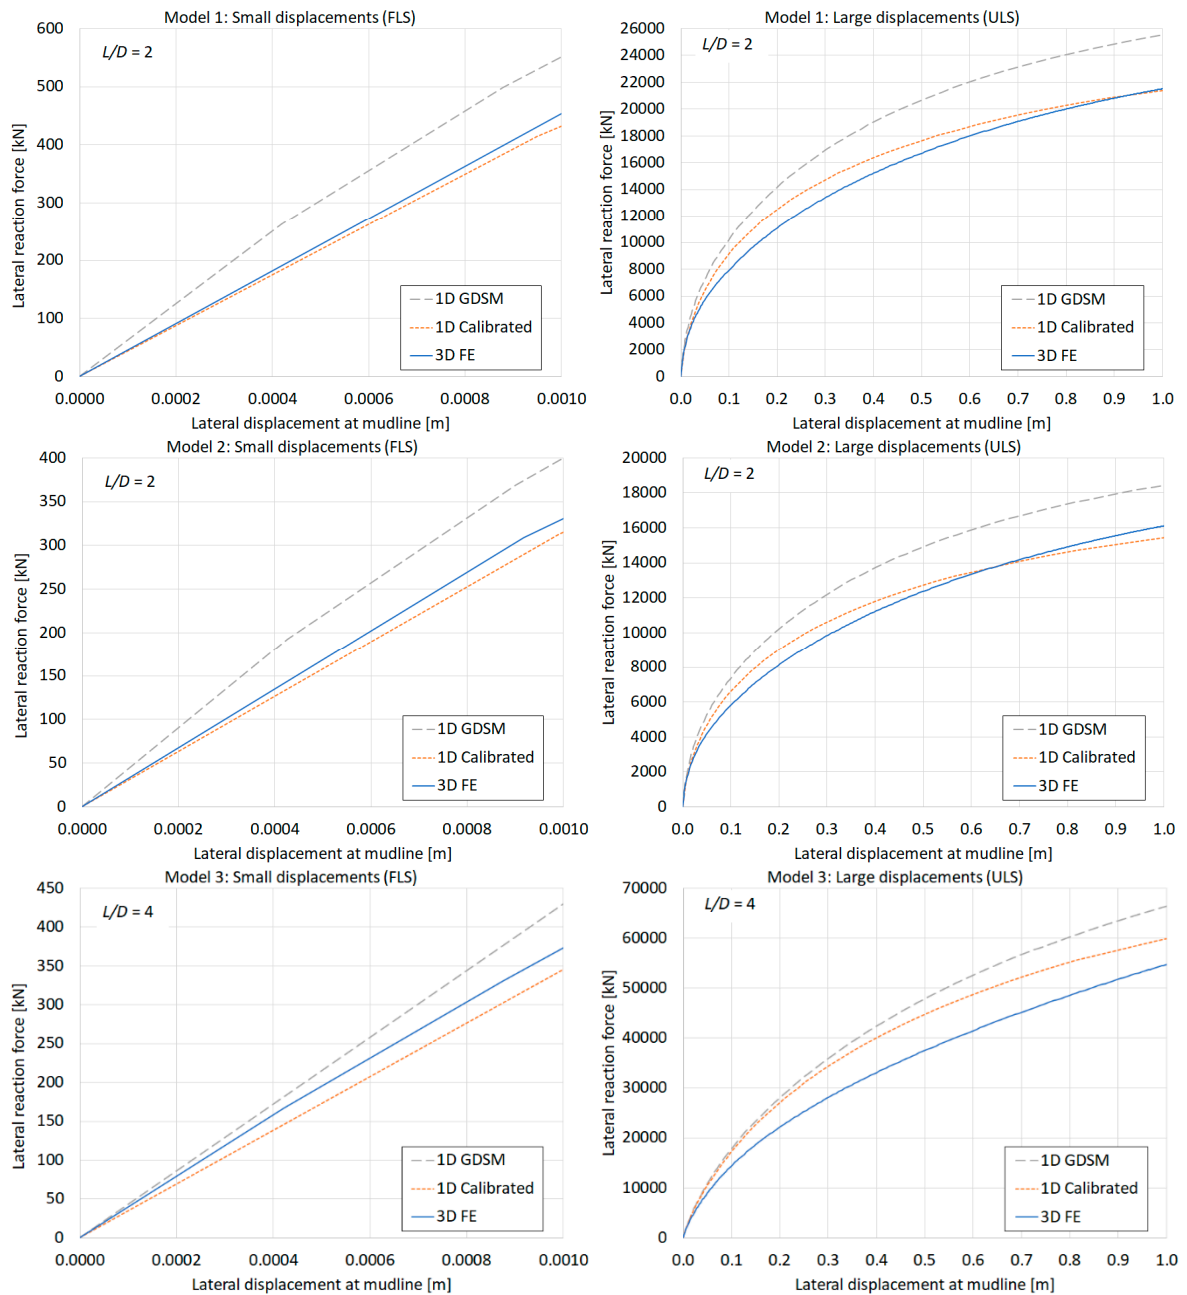 Model 1: Small displacements (FLS)
L/D = 2
Lateral reaction force [kN]
600
500
400
300
200
100
0
1D GDSM
1D Calibrated
3D FE
0.0000 0.0002 0.0004 0.0006 0.0008 0.0010
Lateral displacement at mudline [m]
Model 1: Large displacements (ULS)
L/D = 2
Lateral reaction force [kN]
26000
24000
22000
20000
18000
16000
14000
12000
10000
8000
6000
4000
2000
0
1D GDSM
1D Calibrated
3D FE
0.0 0.1 0.2 0.3 0.4 0.5 0.6 0.7 0.8 0.9 1.0
Lateral displacement at mudline [m]
Model 2: Small displacements (FLS)
L/D = 2
Lateral reaction force [kN]
400
350
300
250
200
150
100
50
0
1D GDSM
1D Calibrated
3D FE
0.0000 0.0002 0.0004 0.0006 0.0008 0.0010
Lateral displacement at mudline [m]
Model 2: Large displacements (ULS)
L/D = 2
Lateral reaction force [kN]
20000
18000
16000
14000
12000
10000
8000
6000
4000
2000
0
1D GDSM
1D Calibrated
3D FE
0.0 0.1 0.2 0.3 0.4 0.5 0.6 0.7 0.8 0.9 1.0
Lateral displacement at mudline [m]
Model 3: Small displacements (FLS)
L/D = 4
Lateral reaction force [kN]
450
400
350
300
250
200
150
100
50
0
1D GDSM
1D Calibrated
3D FE
0.0000 0.0002 0.0004 0.0006 0.0008 0.0010
Lateral displacement at mudline [m]
Model 3: Large displacements (ULS)
L/D = 4
Lateral reaction force [kN]
70000
60000
50000
40000
30000
20000
10000
0
1D GDSM
1D Calibrated
3D FE
0.0 0.1 0.2 0.3 0.4 0.5 0.6 0.7 0.8 0.9 1.0
Lateral displacement at mudline [m]